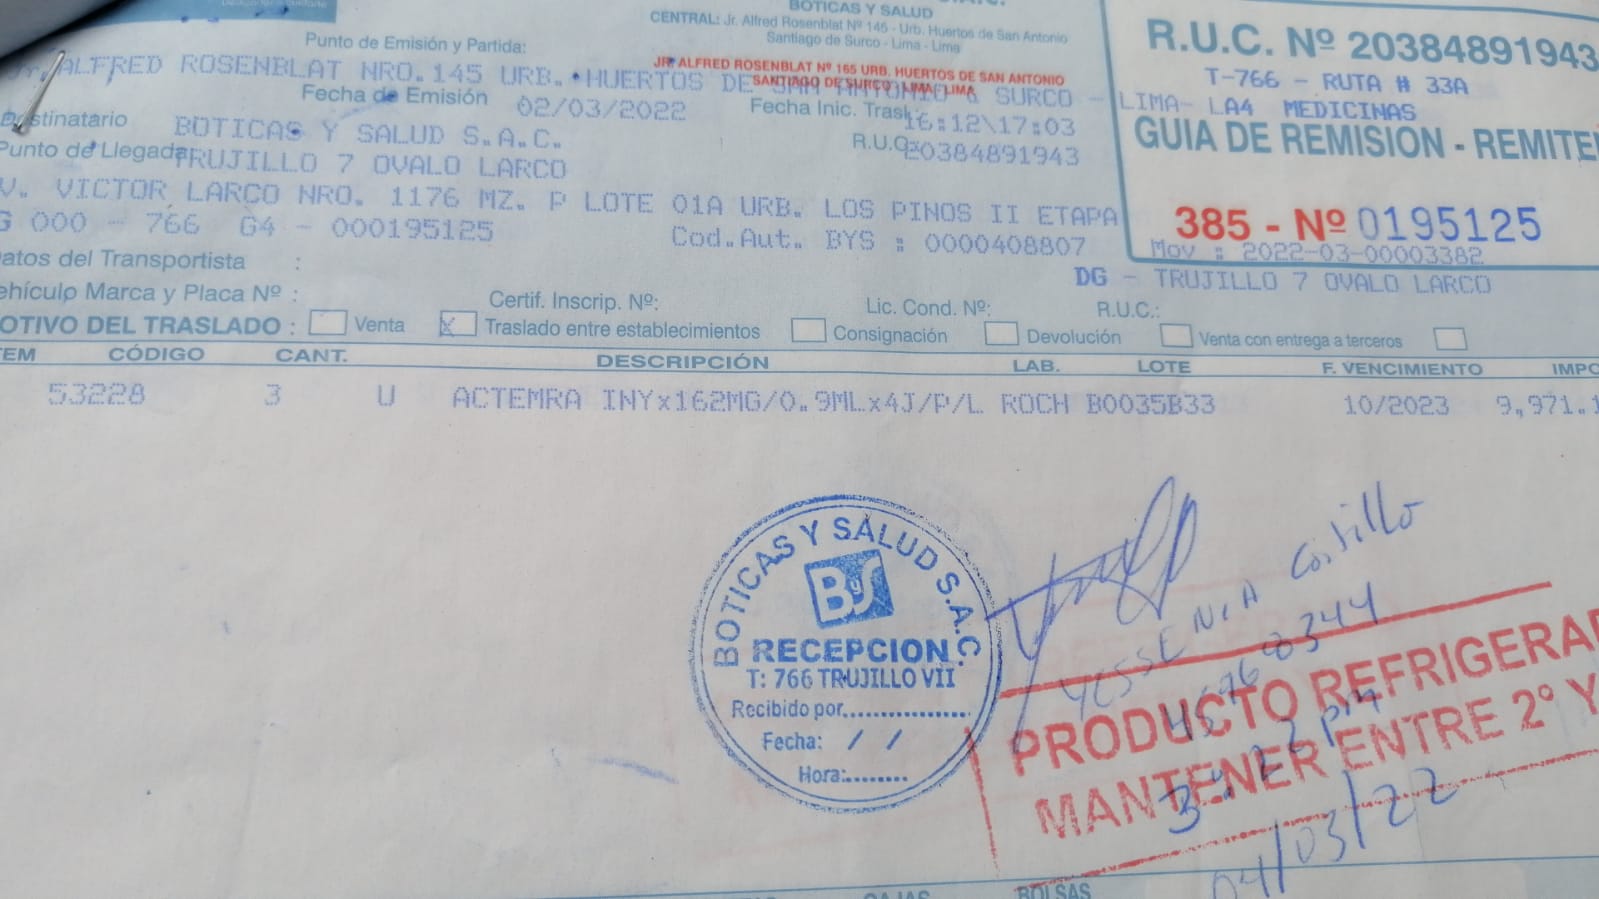 BOTICAS Y SALUD
CENTRAL: Jr. Alfred Rosenblat Nº 145 - Urb. Huertos de San Antonio
Santiago de Surco - Lima - Lima
Punto de Emisión y Partida:
JR. ALFRED ROSENBLAT Nº 165 URB. HUERTOS DE SAN ANTONIO
SANTIAGO DE SURCO / LIMA / LIMA
ALFRED ROSENBLAT NRO.145 URB. HUERTOS DE SAN ANTONIO & SURCO - LIMA- LA4 MEDICINAS
Fecha de Emisión 02/03/2022
Fecha Inic. Trasl. 16:12\17:03
Destinatario BOTICAS Y SALUD S.A.C.
R.U.C. 20384891943
Punto de Llegada TRUJILLO 7 OVALO LARCO
V. VICTOR LARCO NRO. 1176 MZ. P LOTE 01A URB. LOS PINOS II ETAPA
G 000 - 766 G4 - 000195125
Cod.Aut. BYS : 0000408807
R.U.C. Nº 20384891943
T-766 - RUTA # 33A
GUIA DE REMISION - REMITE
385 - Nº 0195125
Mov : 2022-03-00003382
DG - TRUJILLO 7 OVALO LARCO
atos del Transportista :
ehículo Marca y Placa Nº : Certif. Inscrip. Nº: Lic. Cond. Nº: R.U.C.:
OTIVO DEL TRASLADO : Venta X Traslado entre establecimientos Consignación Devolución Venta con entrega a terceros
TEM CÓDIGO CANT. DESCRIPCIÓN LAB. LOTE F. VENCIMIENTO IMPO
53228 3 U ACTEMRA INYx162MG/0.9MLx4J/P/L ROCH B0035B33 10/2023 9,971.1
BOTICAS Y SALUD S.A.C.
ByS
RECEPCION
T: 766 TRUJILLO VII
Recibido por
Fecha: / /
Hora:
YESSENIA Castillo
PRODUCTO REFRIGERA
MANTENER ENTRE 2° Y
04/03/22
CAJAS BOLSAS